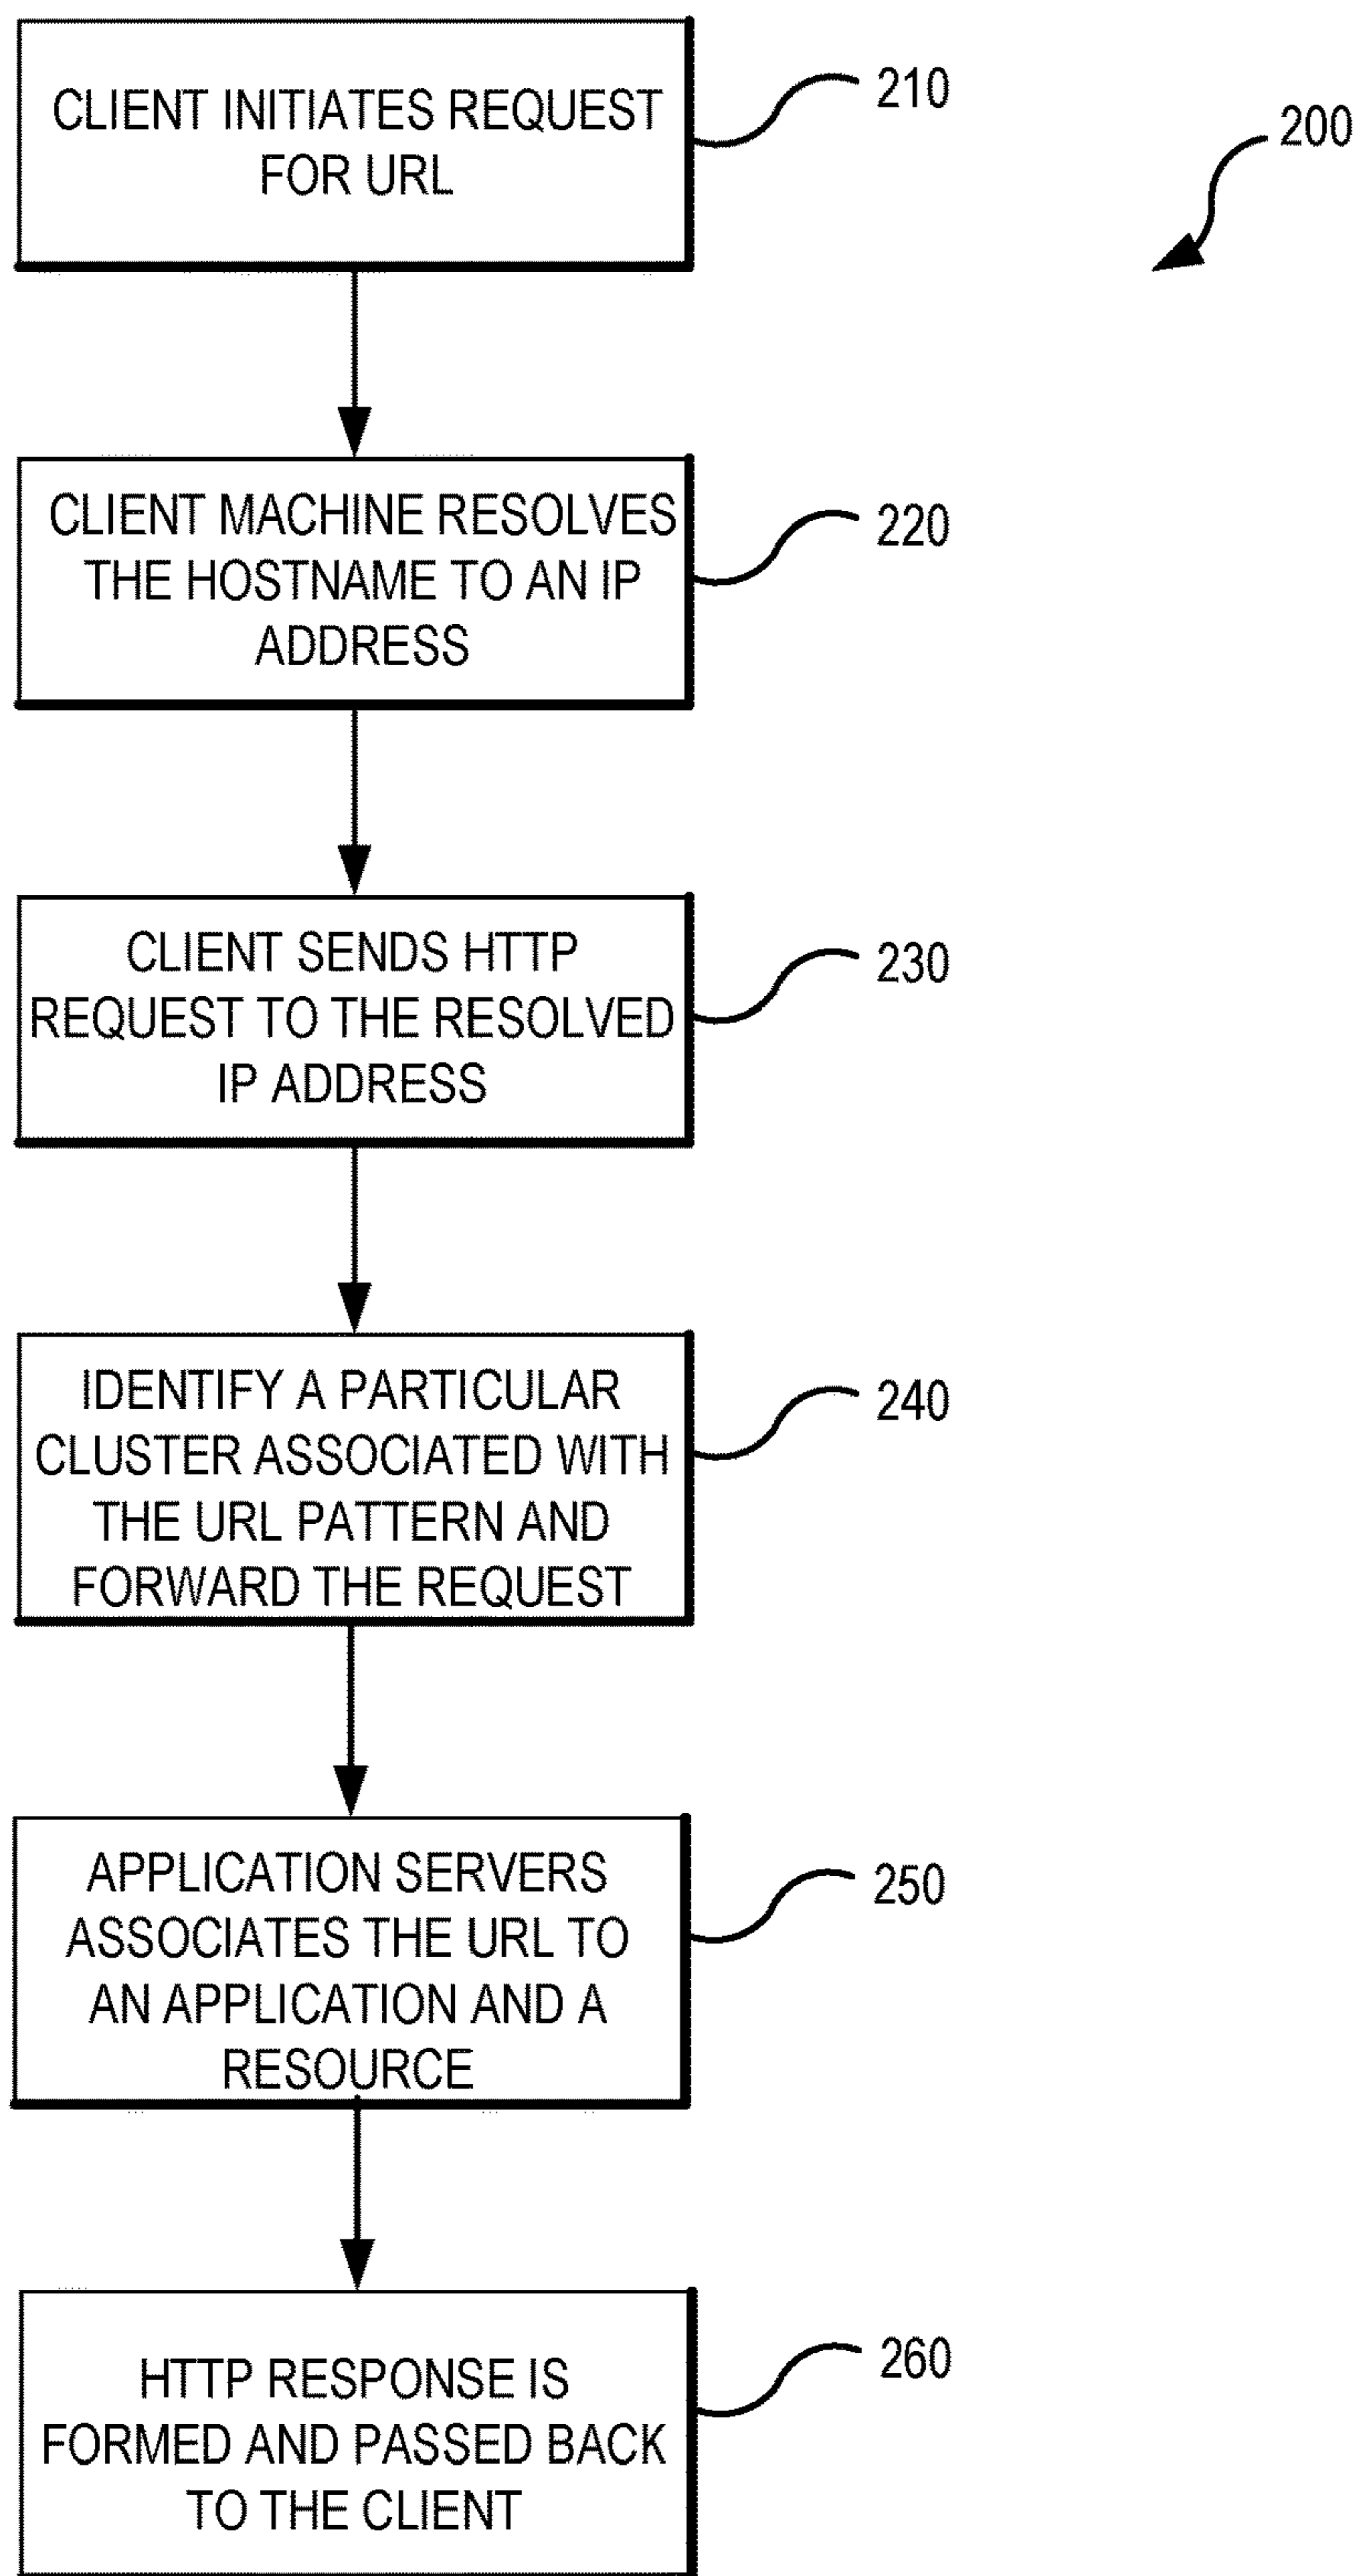 CLIENT INITIATES REQUEST
FOR URL
210
200
CLIENT MACHINE RESOLVES
THE HOSTNAME TO AN IP
ADDRESS
220
CLIENT SENDS HTTP
REQUEST TO THE RESOLVED
IP ADDRESS
230
IDENTIFY A PARTICULAR
CLUSTER ASSOCIATED WITH
THE URL PATTERN AND
FORWARD THE REQUEST
240
APPLICATION SERVERS
ASSOCIATES THE URL TO
AN APPLICATION AND A
RESOURCE
250
HTTP RESPONSE IS
FORMED AND PASSED BACK
TO THE CLIENT
260